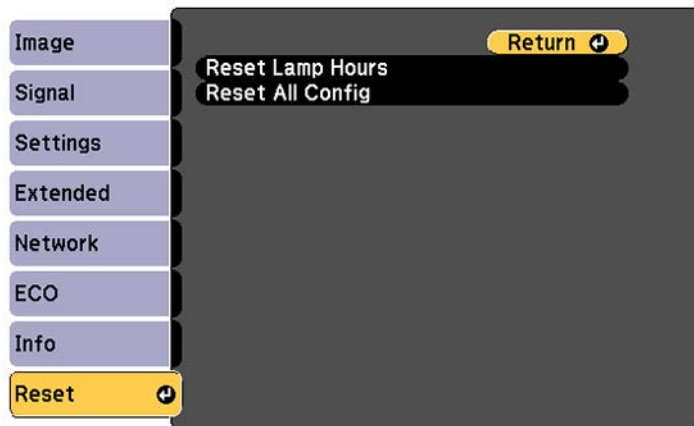 Image
Signal
Settings
Extended
Network
ECO
Info
Reset
Return
Reset Lamp Hours
Reset All Config